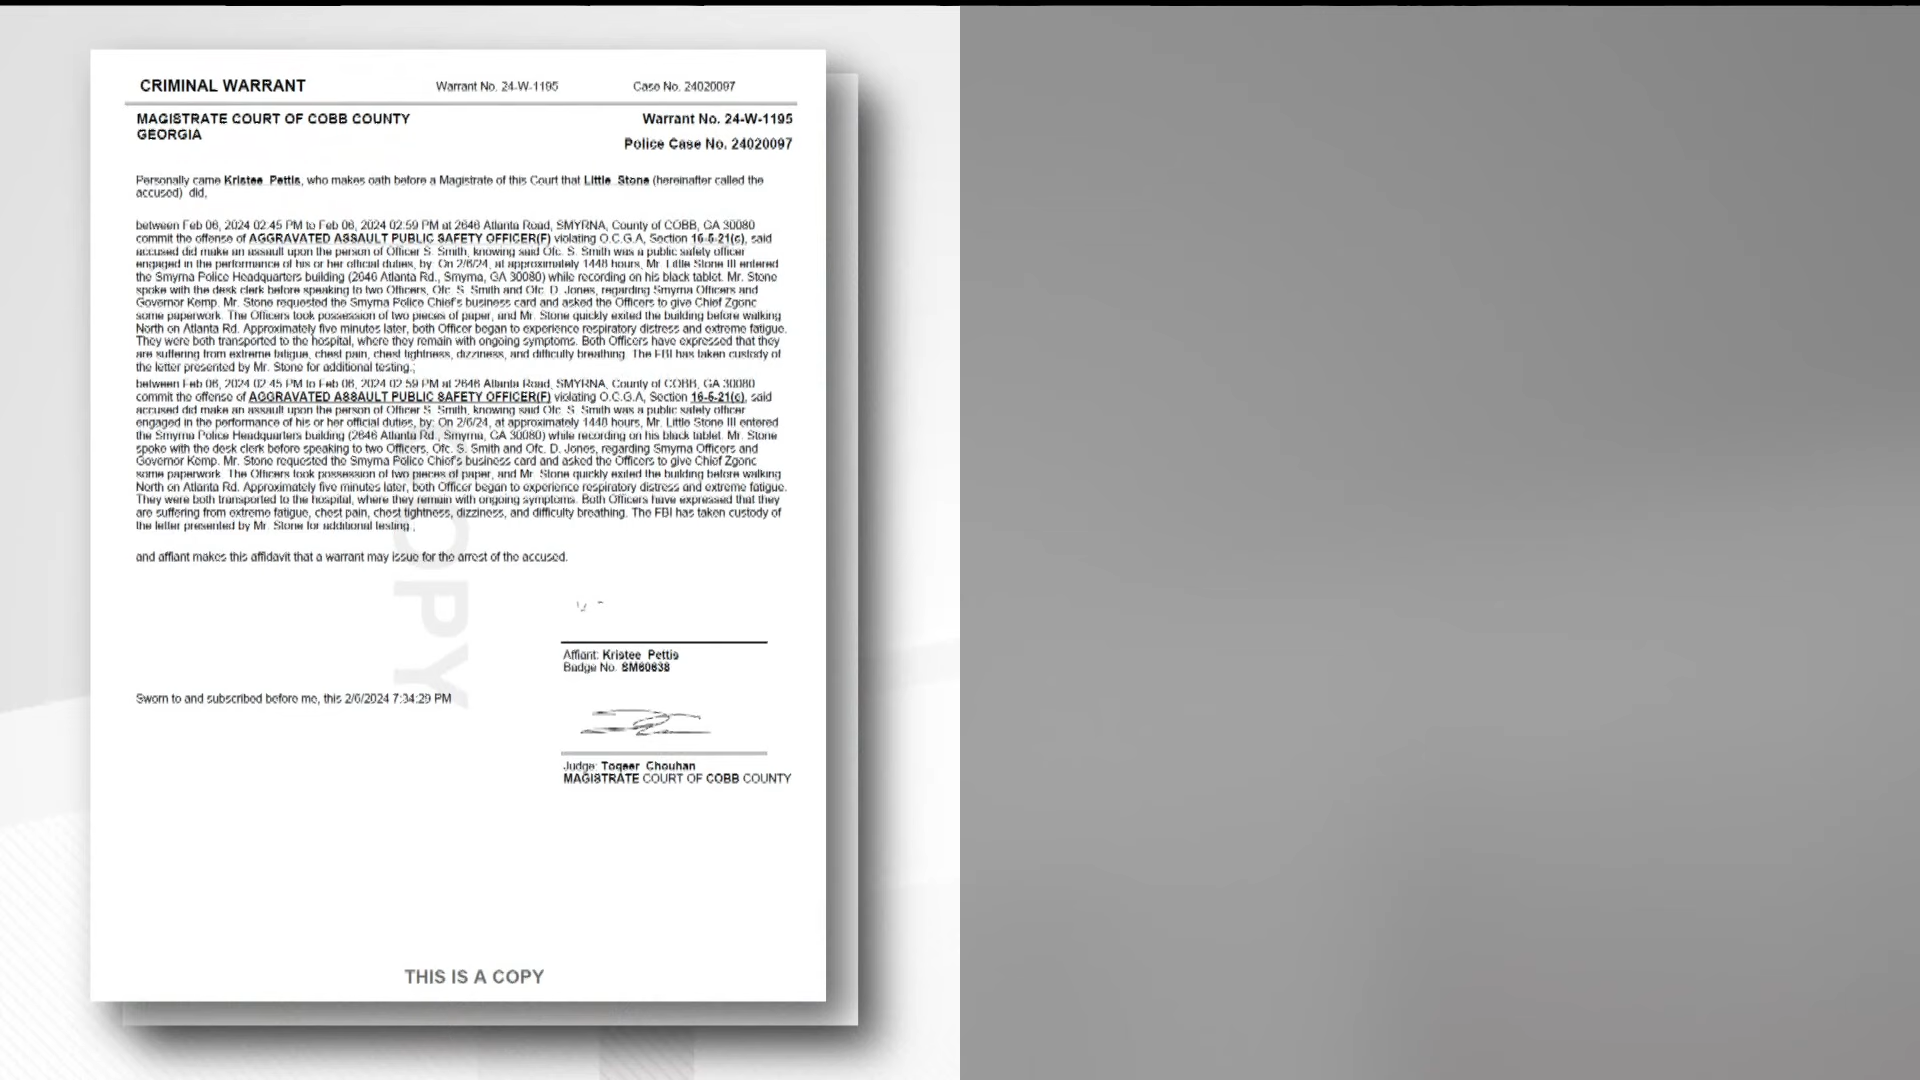 CRIMINAL WARRANT Warrant No. 24-W-1195 Case No. 24020097
MAGISTRATE COURT OF COBB COUNTY
GEORGIA
Warrant No. 24-W-1195
Police Case No. 24020097
Personally came Kristee Pettis, who makes oath before a Magistrate of this Court that Little Stone (hereinafter called the
accused) did,
between Feb 06, 2024 02:45 PM to Feb 06, 2024 02:59 PM at 2646 Atlanta Road, SMYRNA, County of COBB, GA 30080
commit the offense of AGGRAVATED ASSAULT PUBLIC SAFETY OFFICER(F) violating O.C.G.A, Section 16-5-21(c), said
accused did make an assault upon the person of Officer S. Smith, knowing said Ofc. S. Smith was a public safety officer
engaged in the performance of his or her official duties, by: On 2/6/24, at approximately 1448 hours, Mr. Little Stone III entered
the Smyrna Police Headquarters building (2646 Atlanta Rd., Smyrna, GA 30080) while recording on his black tablet. Mr. Stone
spoke with the desk clerk before speaking to two Officers, Ofc. S. Smith and Ofc. D. Jones, regarding Smyrna Officers and
Governor Kemp. Mr. Stone requested the Smyrna Police Chief's business card and asked the Officers to give Chief Zgonc
some paperwork. The Officers took possession of two pieces of paper, and Mr. Stone quickly exited the building before walking
North on Atlanta Rd. Approximately five minutes later, both Officer began to experience respiratory distress and extreme fatigue.
They were both transported to the hospital, where they remain with ongoing symptoms. Both Officers have expressed that they
are suffering from extreme fatigue, chest pain, chest tightness, dizziness, and difficulty breathing. The FBI has taken custody of
the letter presented by Mr. Stone for additional testing.;
between Feb 06, 2024 02:45 PM to Feb 06, 2024 02:59 PM at 2646 Atlanta Road, SMYRNA, County of COBB, GA 30080
commit the offense of AGGRAVATED ASSAULT PUBLIC SAFETY OFFICER(F) violating O.C.G.A, Section 16-5-21(c), said
accused did make an assault upon the person of Officer S. Smith, knowing said Ofc. S. Smith was a public safety officer
engaged in the performance of his or her official duties, by: On 2/6/24, at approximately 1448 hours, Mr. Little Stone III entered
the Smyrna Police Headquarters building (2646 Atlanta Rd., Smyrna, GA 30080) while recording on his black tablet. Mr. Stone
spoke with the desk clerk before speaking to two Officers, Ofc. S. Smith and Ofc. D. Jones, regarding Smyrna Officers and
Governor Kemp. Mr. Stone requested the Smyrna Police Chief's business card and asked the Officers to give Chief Zgonc
some paperwork. The Officers took possession of two pieces of paper, and Mr. Stone quickly exited the building before walking
North on Atlanta Rd. Approximately five minutes later, both Officer began to experience respiratory distress and extreme fatigue.
They were both transported to the hospital, where they remain with ongoing symptoms. Both Officers have expressed that they
are suffering from extreme fatigue, chest pain, chest tightness, dizziness, and difficulty breathing. The FBI has taken custody of
the letter presented by Mr. Stone for additional testing.;
and affiant makes this affidavit that a warrant may issue for the arrest of the accused.
COPY
Affiant: Kristee Pettis
Badge No. SM60638
Sworn to and subscribed before me, this 2/6/2024 7:34:29 PM
Judge: Toqeer Chouhan
MAGISTRATE COURT OF COBB COUNTY
THIS IS A COPY